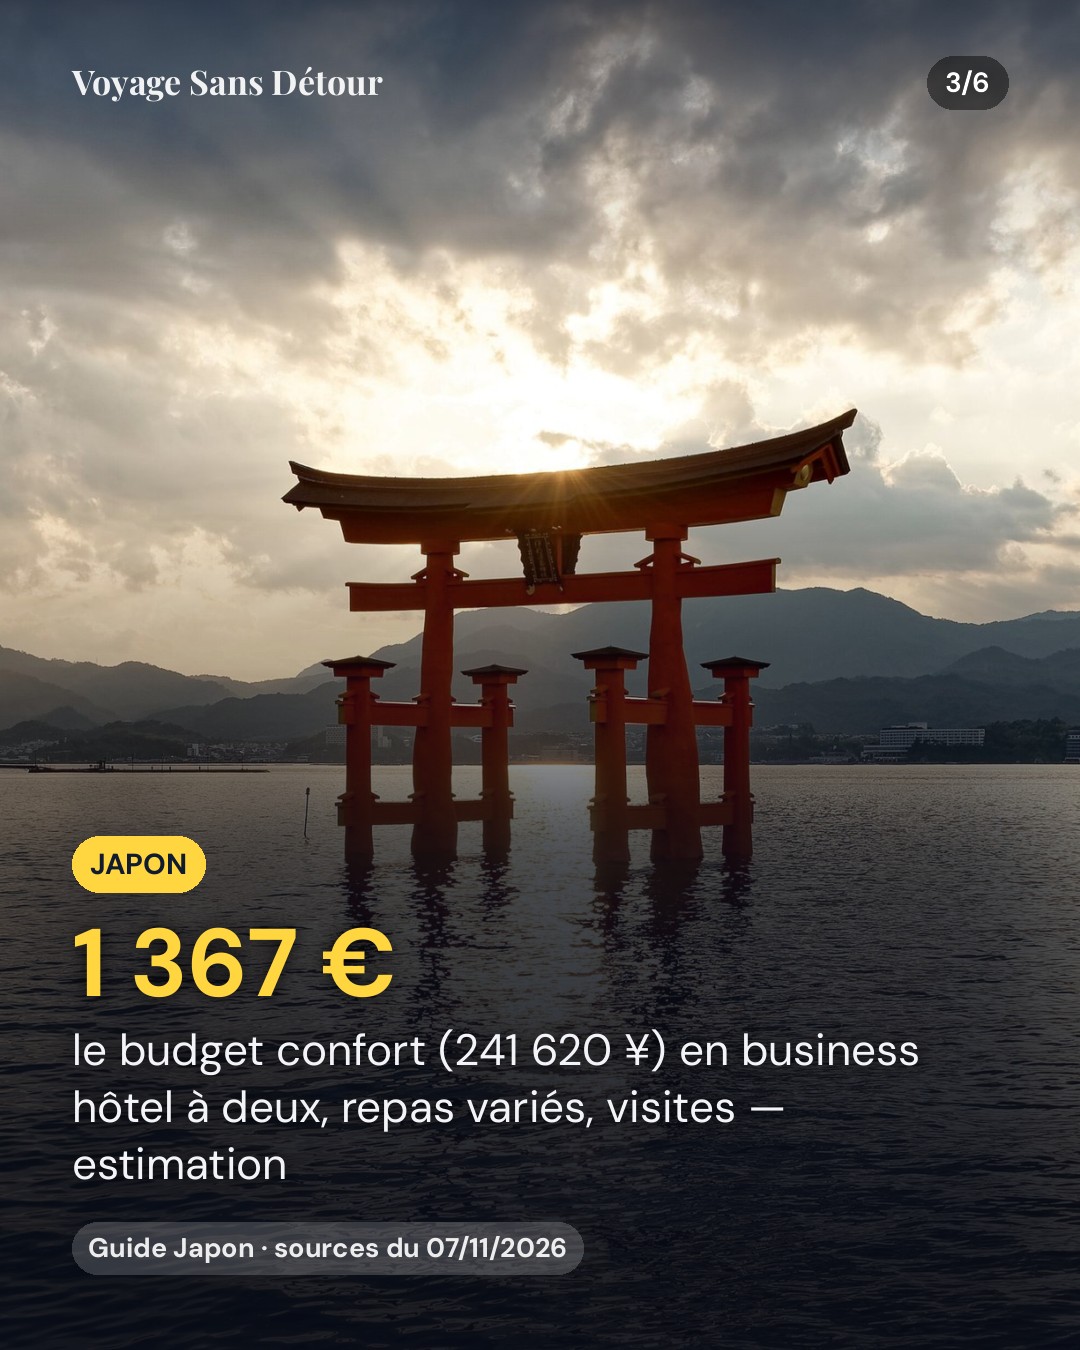 Voyage Sans Détour
3/6
JAPON
1 367 €
le budget confort (241 620 ¥) en business
hôtel à deux, repas variés, visites —
estimation
Guide Japon · sources du 07/11/2026